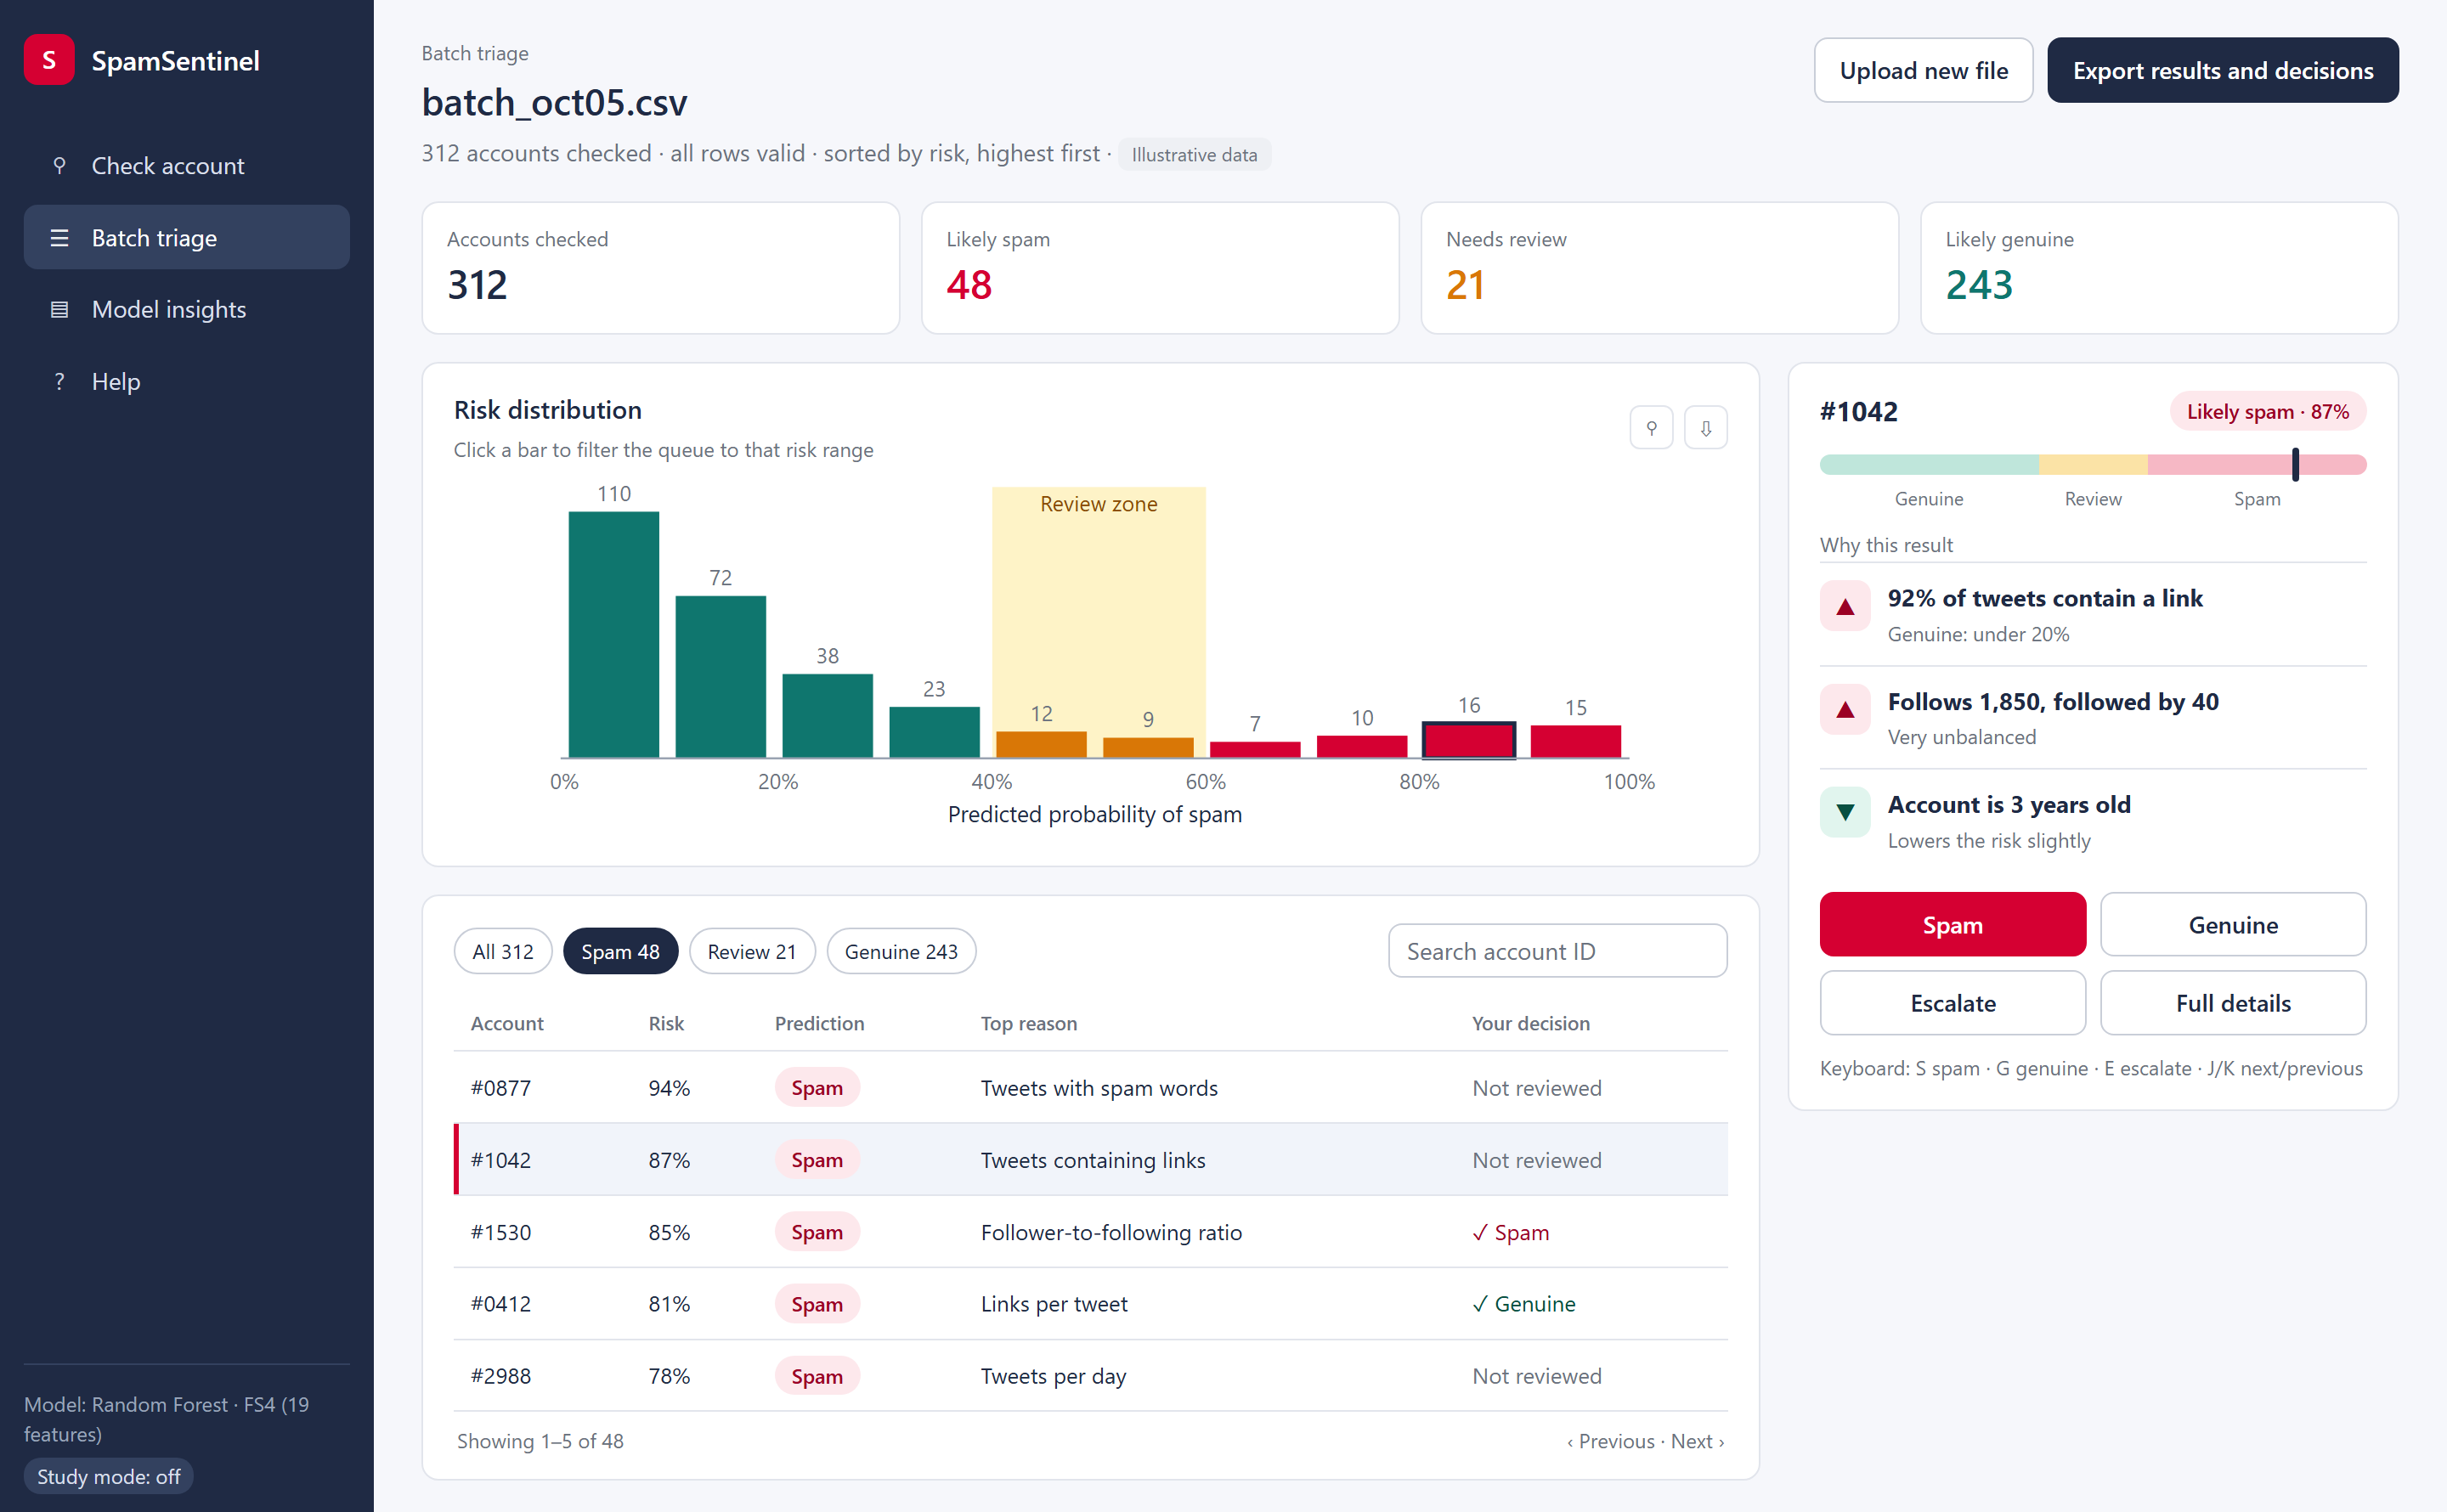 S
SpamSentinel
Check account
Batch triage
Model insights
? Help
Model: Random Forest · FS4 (19
features)
Study mode: off
Batch triage
batch_oct05.csv
312 accounts checked · all rows valid · sorted by risk, highest first · Illustrative data
Upload new file
Export results and decisions
Accounts checked
312
Likely spam
48
Needs review
21
Likely genuine
243
Risk distribution
Click a bar to filter the queue to that risk range
Review zone
110
72
38
23
12
9
7
10
16
15
0% 20% 40% 60% 80% 100%
Predicted probability of spam
All 312 Spam 48 Review 21 Genuine 243
Search account ID
Account Risk Prediction Top reason Your decision
#0877 94% Spam Tweets with spam words Not reviewed
#1042 87% Spam Tweets containing links Not reviewed
#1530 85% Spam Follower-to-following ratio ✓ Spam
#0412 81% Spam Links per tweet ✓ Genuine
#2988 78% Spam Tweets per day Not reviewed
Showing 1–5 of 48
‹ Previous · Next ›
#1042
Likely spam · 87%
Genuine Review Spam
Why this result
▲ 92% of tweets contain a link
Genuine: under 20%
▲ Follows 1,850, followed by 40
Very unbalanced
▼ Account is 3 years old
Lowers the risk slightly
Spam
Genuine
Escalate
Full details
Keyboard: S spam · G genuine · E escalate · J/K next/previous